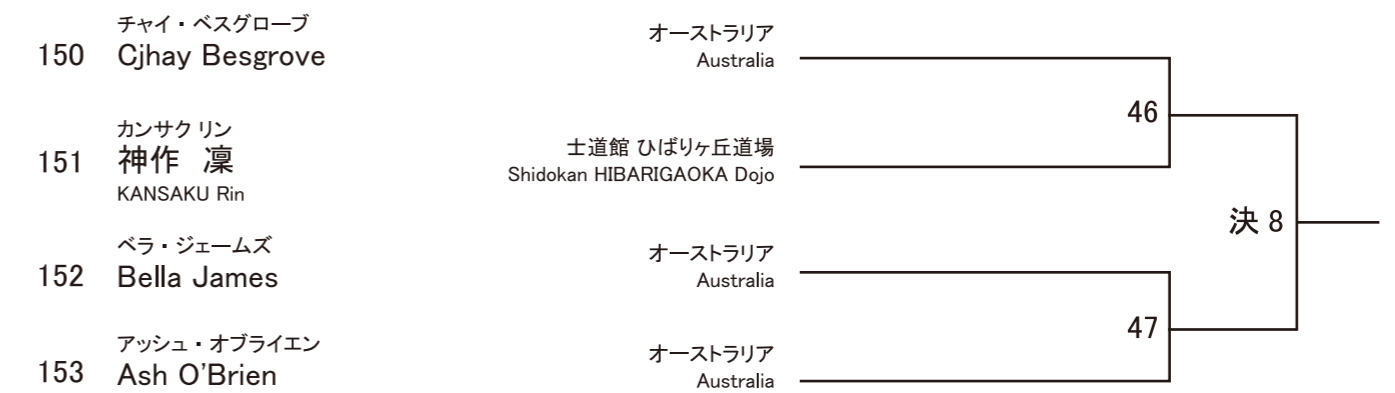 チャイ・ベスグローブ
150 Cjhay Besgrove
オーストラリア
Australia
カンサク リン
151 神作 凜
KANSAKU Rin
士道館 ひばりヶ丘道場
Shidokan HIBARIGAOKA Dojo
46
ベラ・ジェームズ
152 Bella James
オーストラリア
Australia
決 8
アッシュ・オブライエン
153 Ash O'Brien
オーストラリア
Australia
47